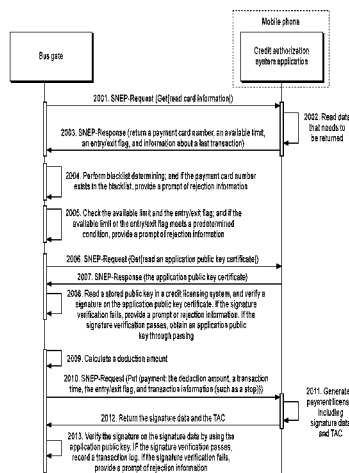 Mobile phone
Bus gate
Credit authorization
system application
2001. SNEP-Request (Get[read card information])
2002. Read data
that needs to
be returned
2003. SNEP-Response (return a payment card number, an available limit,
an entry/exit flag, and information about a last transaction)
2004. Perform blacklist determining; and if the payment card number
exists in the blacklist, provide a prompt of rejection information
2005. Check the available limit and the entry/exit flag; and if the
available limit or the entry/exit flag meets a predetermined
condition, provide a prompt of rejection information
2006. SNEP-Request (Get[read an application public key certificate])
2007. SNEP-Response (the application public key certificate)
2008. Read a stored public key in a credit licensing system, and verify a
signature on the application public key certificate. If the signature
verification fails, provide a prompt or rejection information. If the
signature verification passes, obtain an application public
key through passing
2009. Calculate a deduction amount
2010. SNEP-Request (Put (payment: the deduction amount, a transaction
time, the entry/exit flag, and transaction information (such as a stop)))
2011. Generate
payment license
including
signature data
and TAC
2012. Return the signature data and the TAC
2013. Verify the signature on the signature data by using the
application public key. IF the signature verification passes,
record a transaction log. If the signature verification fails,
provide a prompt of rejection information